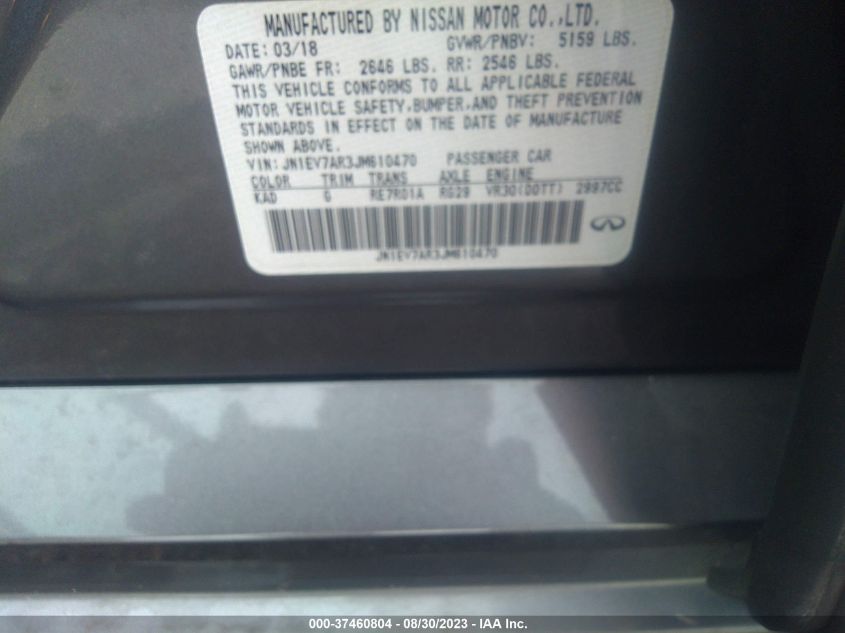 MANUFACTURED BY NISSAN MOTOR CO.,LTD.
DATE: 03/18 GVWR/PNBV: 5159 LBS.
GAWR/PNBE FR: 2646 LBS. RR: 2546 LBS.
THIS VEHICLE CONFORMS TO ALL APPLICABLE FEDERAL
MOTOR VEHICLE SAFETY,BUMPER,AND THEFT PREVENTION
STANDARDS IN EFFECT ON THE DATE OF MANUFACTURE
SHOWN ABOVE.
VIN: JN1EV7AR3JM610470 PASSENGER CAR
COLOR TRIM TRANS AXLE ENGINE
KAD G RE7R01A RG29 VR30(DDTT) 2997CC
JN1EV7AR3JM610470
000-37460804 - 08/30/2023 - IAA Inc.